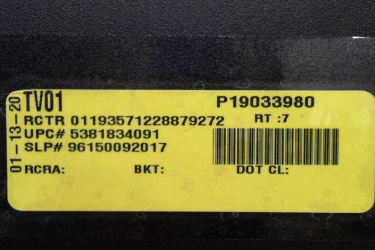 01-13-20
TV01 P19033980
RCTR 01193571228879272 RT :7
UPC# 5381834091
SLP# 96150092017
RCRA: BKT: DOT CL: